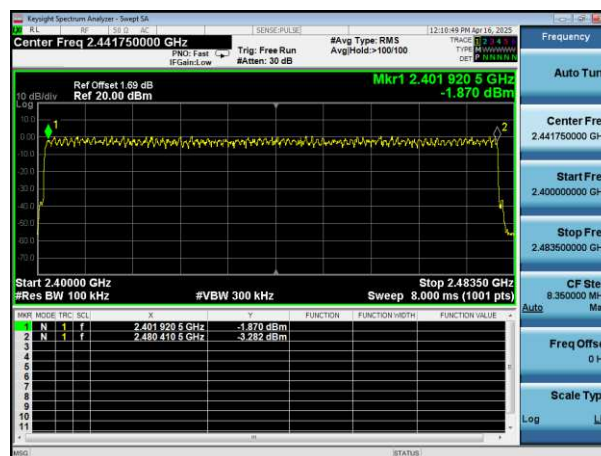 Keysight Spectrum Analyzer - Swept SA
RL RF 50 Ω AC SENSE:PULSE 12:10:49 PM Apr 16, 2025
Center Freq 2.441750000 GHz
PNO: Fast
IFGain:Low
Trig: Free Run
#Atten: 30 dB
#Avg Type: RMS
Avg|Hold:>100/100
TRACE 1 2 3 4 5 6
TYPE M W W W W W
DET P N N N N N
Ref Offset 1.69 dB
Ref 20.00 dBm
Mkr1 2.401 920 5 GHz
-1.870 dBm
10 dB/div
Log
10.0
0.00
-10.0
-20.0
-30.0
-40.0
-50.0
-60.0
-70.0
1
2
Start 2.40000 GHz Stop 2.48350 GHz
#Res BW 100 kHz #VBW 300 kHz Sweep 8.000 ms (1001 pts)
MKR MODE TRC SCL X Y FUNCTION FUNCTION WIDTH FUNCTION VALUE
1 N 1 f 2.401 920 5 GHz -1.870 dBm
2 N 1 f 2.480 410 5 GHz -3.282 dBm
3
4
5
6
7
8
9
10
11
MSG STATUS
Frequency
Auto Tun
Center Fre
2.441750000 GH
Start Fre
2.400000000 GH
Stop Fre
2.483500000 GH
CF Ste
8.350000 MH
Auto Ma
Freq Offse
0 H
Scale Typ
Log Li